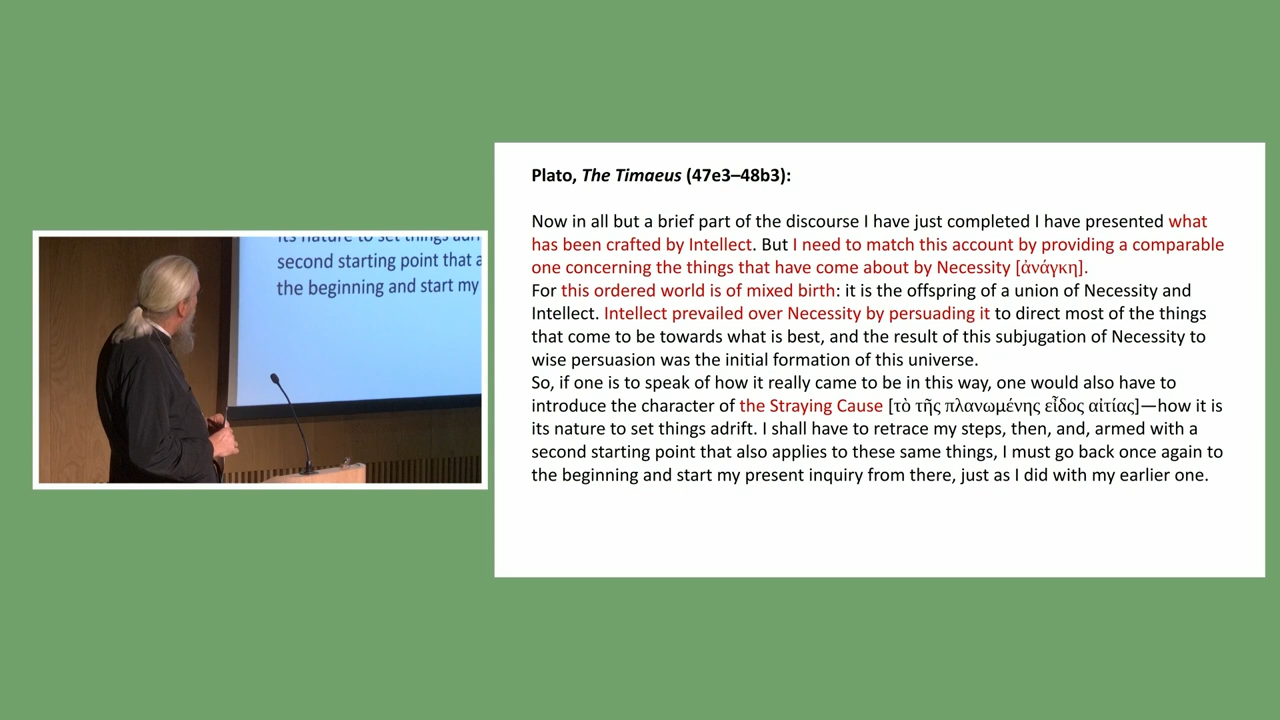 Plato, The Timaeus (47e3–48b3):
Now in all but a brief part of the discourse I have just completed I have presented what
has been crafted by Intellect. But I need to match this account by providing a comparable
one concerning the things that have come about by Necessity [ἀνάγκη].
For this ordered world is of mixed birth: it is the offspring of a union of Necessity and
Intellect. Intellect prevailed over Necessity by persuading it to direct most of the things
that come to be towards what is best, and the result of this subjugation of Necessity to
wise persuasion was the initial formation of this universe.
So, if one is to speak of how it really came to be in this way, one would also have to
introduce the character of the Straying Cause [τὸ τῆς πλανωμένης εἶδος αἰτίας]—how it is
its nature to set things adrift. I shall have to retrace my steps, then, and, armed with a
second starting point that also applies to these same things, I must go back once again to
the beginning and start my present inquiry from there, just as I did with my earlier one.
its nature to set things
second starting point that
the beginning and start my